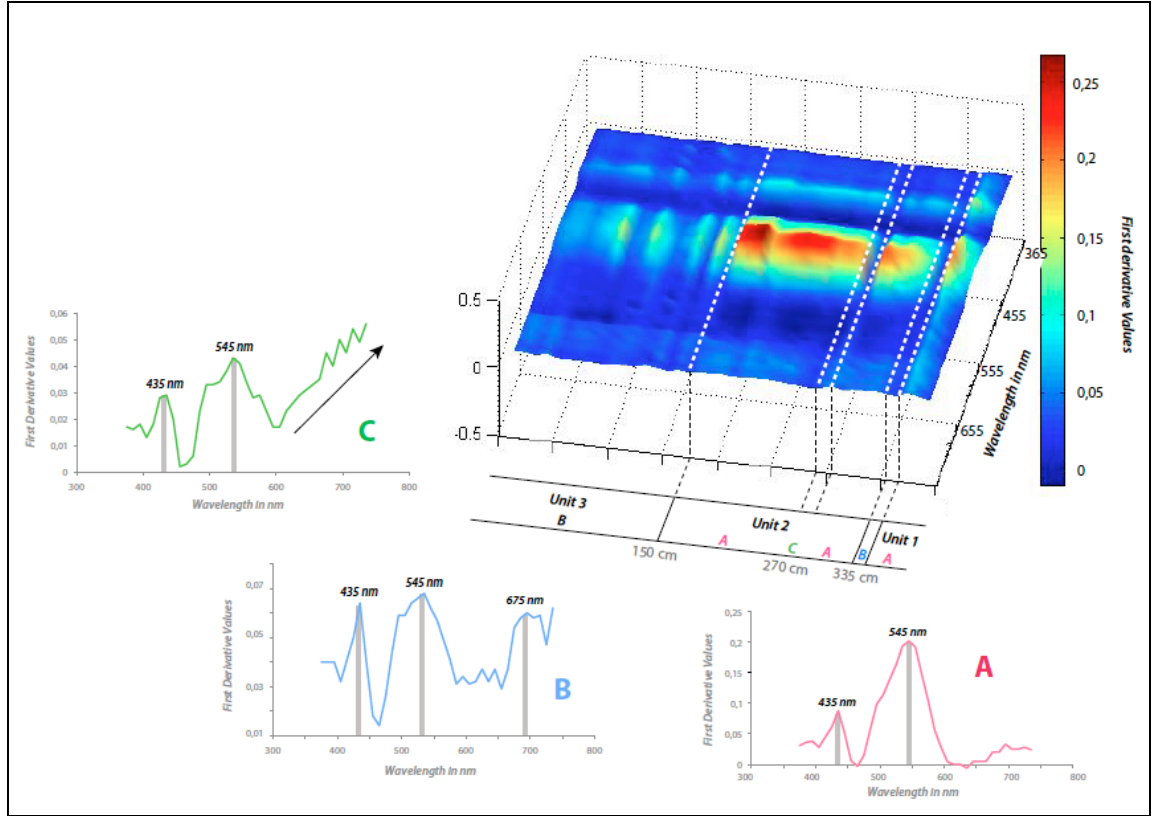 0,25
0,2
0,15
0,1
0,05
0
First derivative Values
0.5
0
-0.5
365
455
555
655
Wavelength in nm
Unit 3
B
Unit 2
A
C
A
B
Unit 1
A
150 cm
270 cm
335 cm
0,06
0,05
0,04
0,03
0,02
0,01
0
First Derivative Values
435 nm
545 nm
C
300 400 500 600 700 800
Wavelength in nm
0,07
0,05
0,03
0,01
First Derivative Values
435 nm
545 nm
675 nm
B
300 400 500 600 700 800
Wavelength in nm
0,25
0,2
0,15
0,1
0,05
0
First Derivative Values
435 nm
545 nm
A
300 400 500 600 700 800
Wavelength in nm